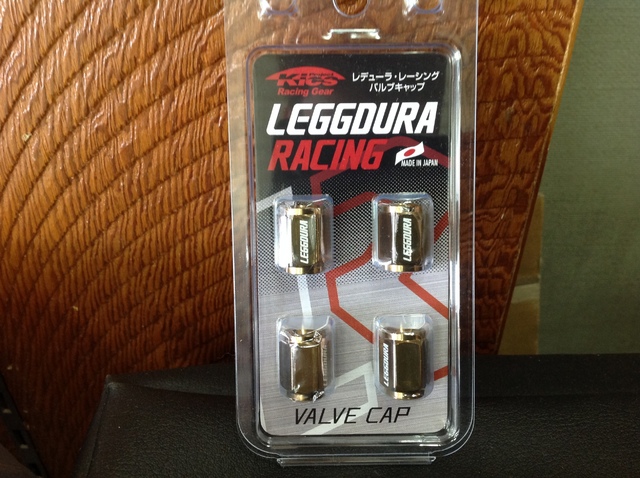 Kics
Racing Gear
レデューラ・レーシング
バルブキャップ
LEGGDURA
RACING
MADE IN JAPAN
LEGGDURA
LEGGDURA
LEGGDURA
VALVE CAP